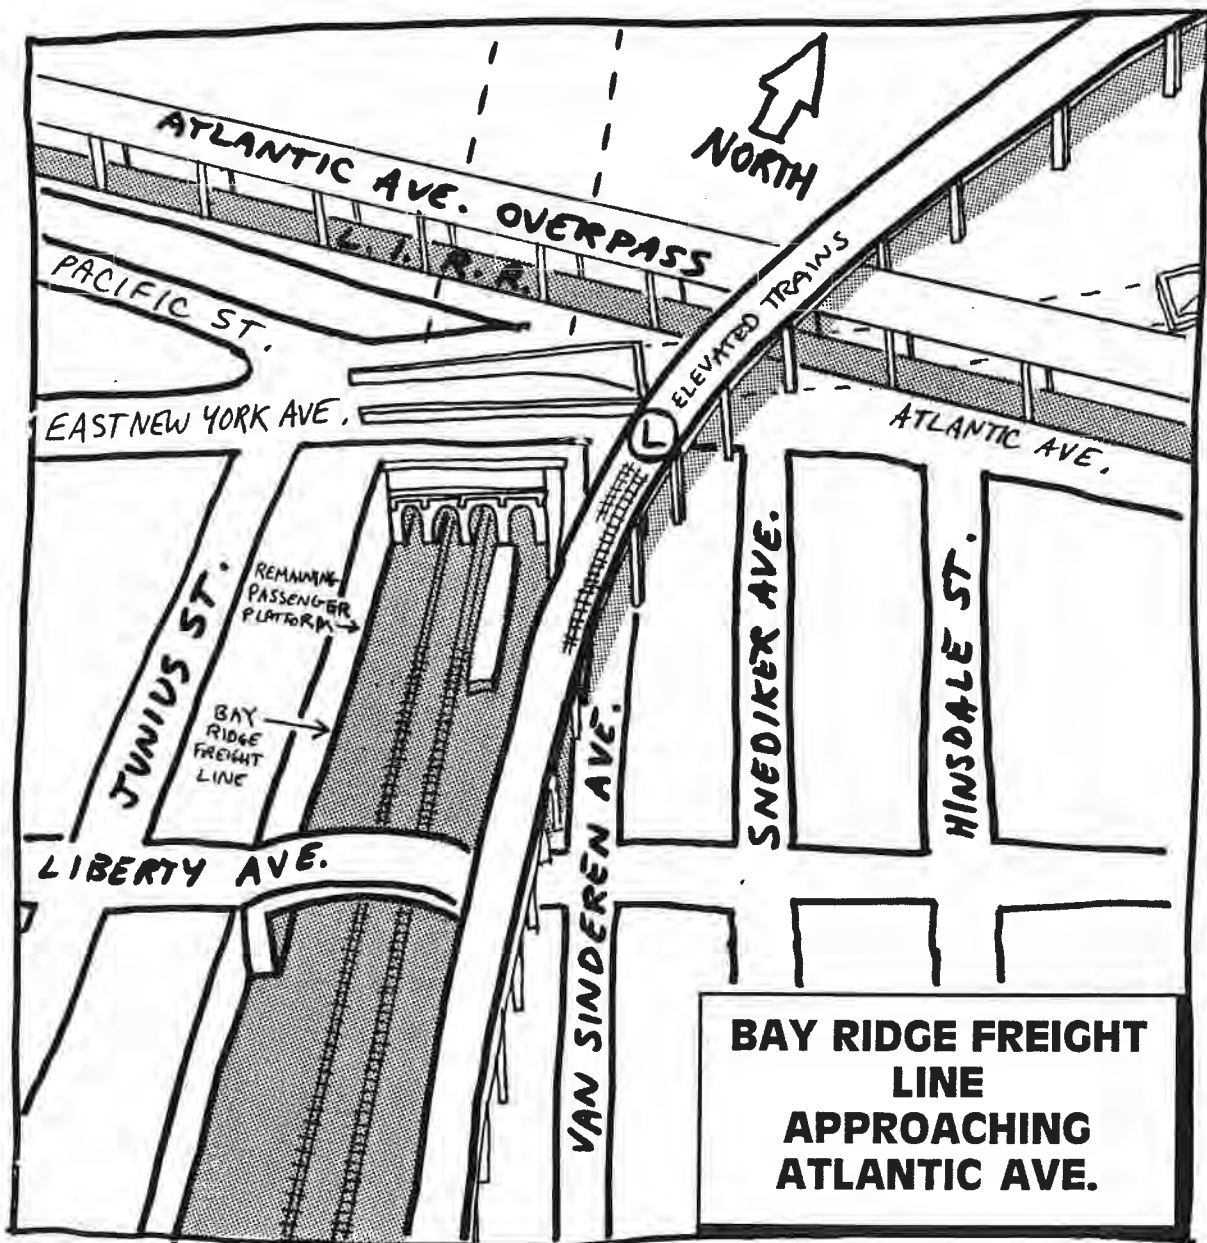 NORTH
ATLANTIC AVE. OVERPASS
L. I. R. R.
PACIFIC ST.
ELEVATED TRAINS
L
EAST NEW YORK AVE.
ATLANTIC AVE.
REMAINING
PASSENGER
PLATFORM
JUNIUS ST.
BAY
RIDGE
FREIGHT
LINE
SNEDIKER AVE.
HINSDALE ST.
LIBERTY AVE.
VAN SINDEREN AVE.
BAY RIDGE FREIGHT
LINE
APPROACHING
ATLANTIC AVE.